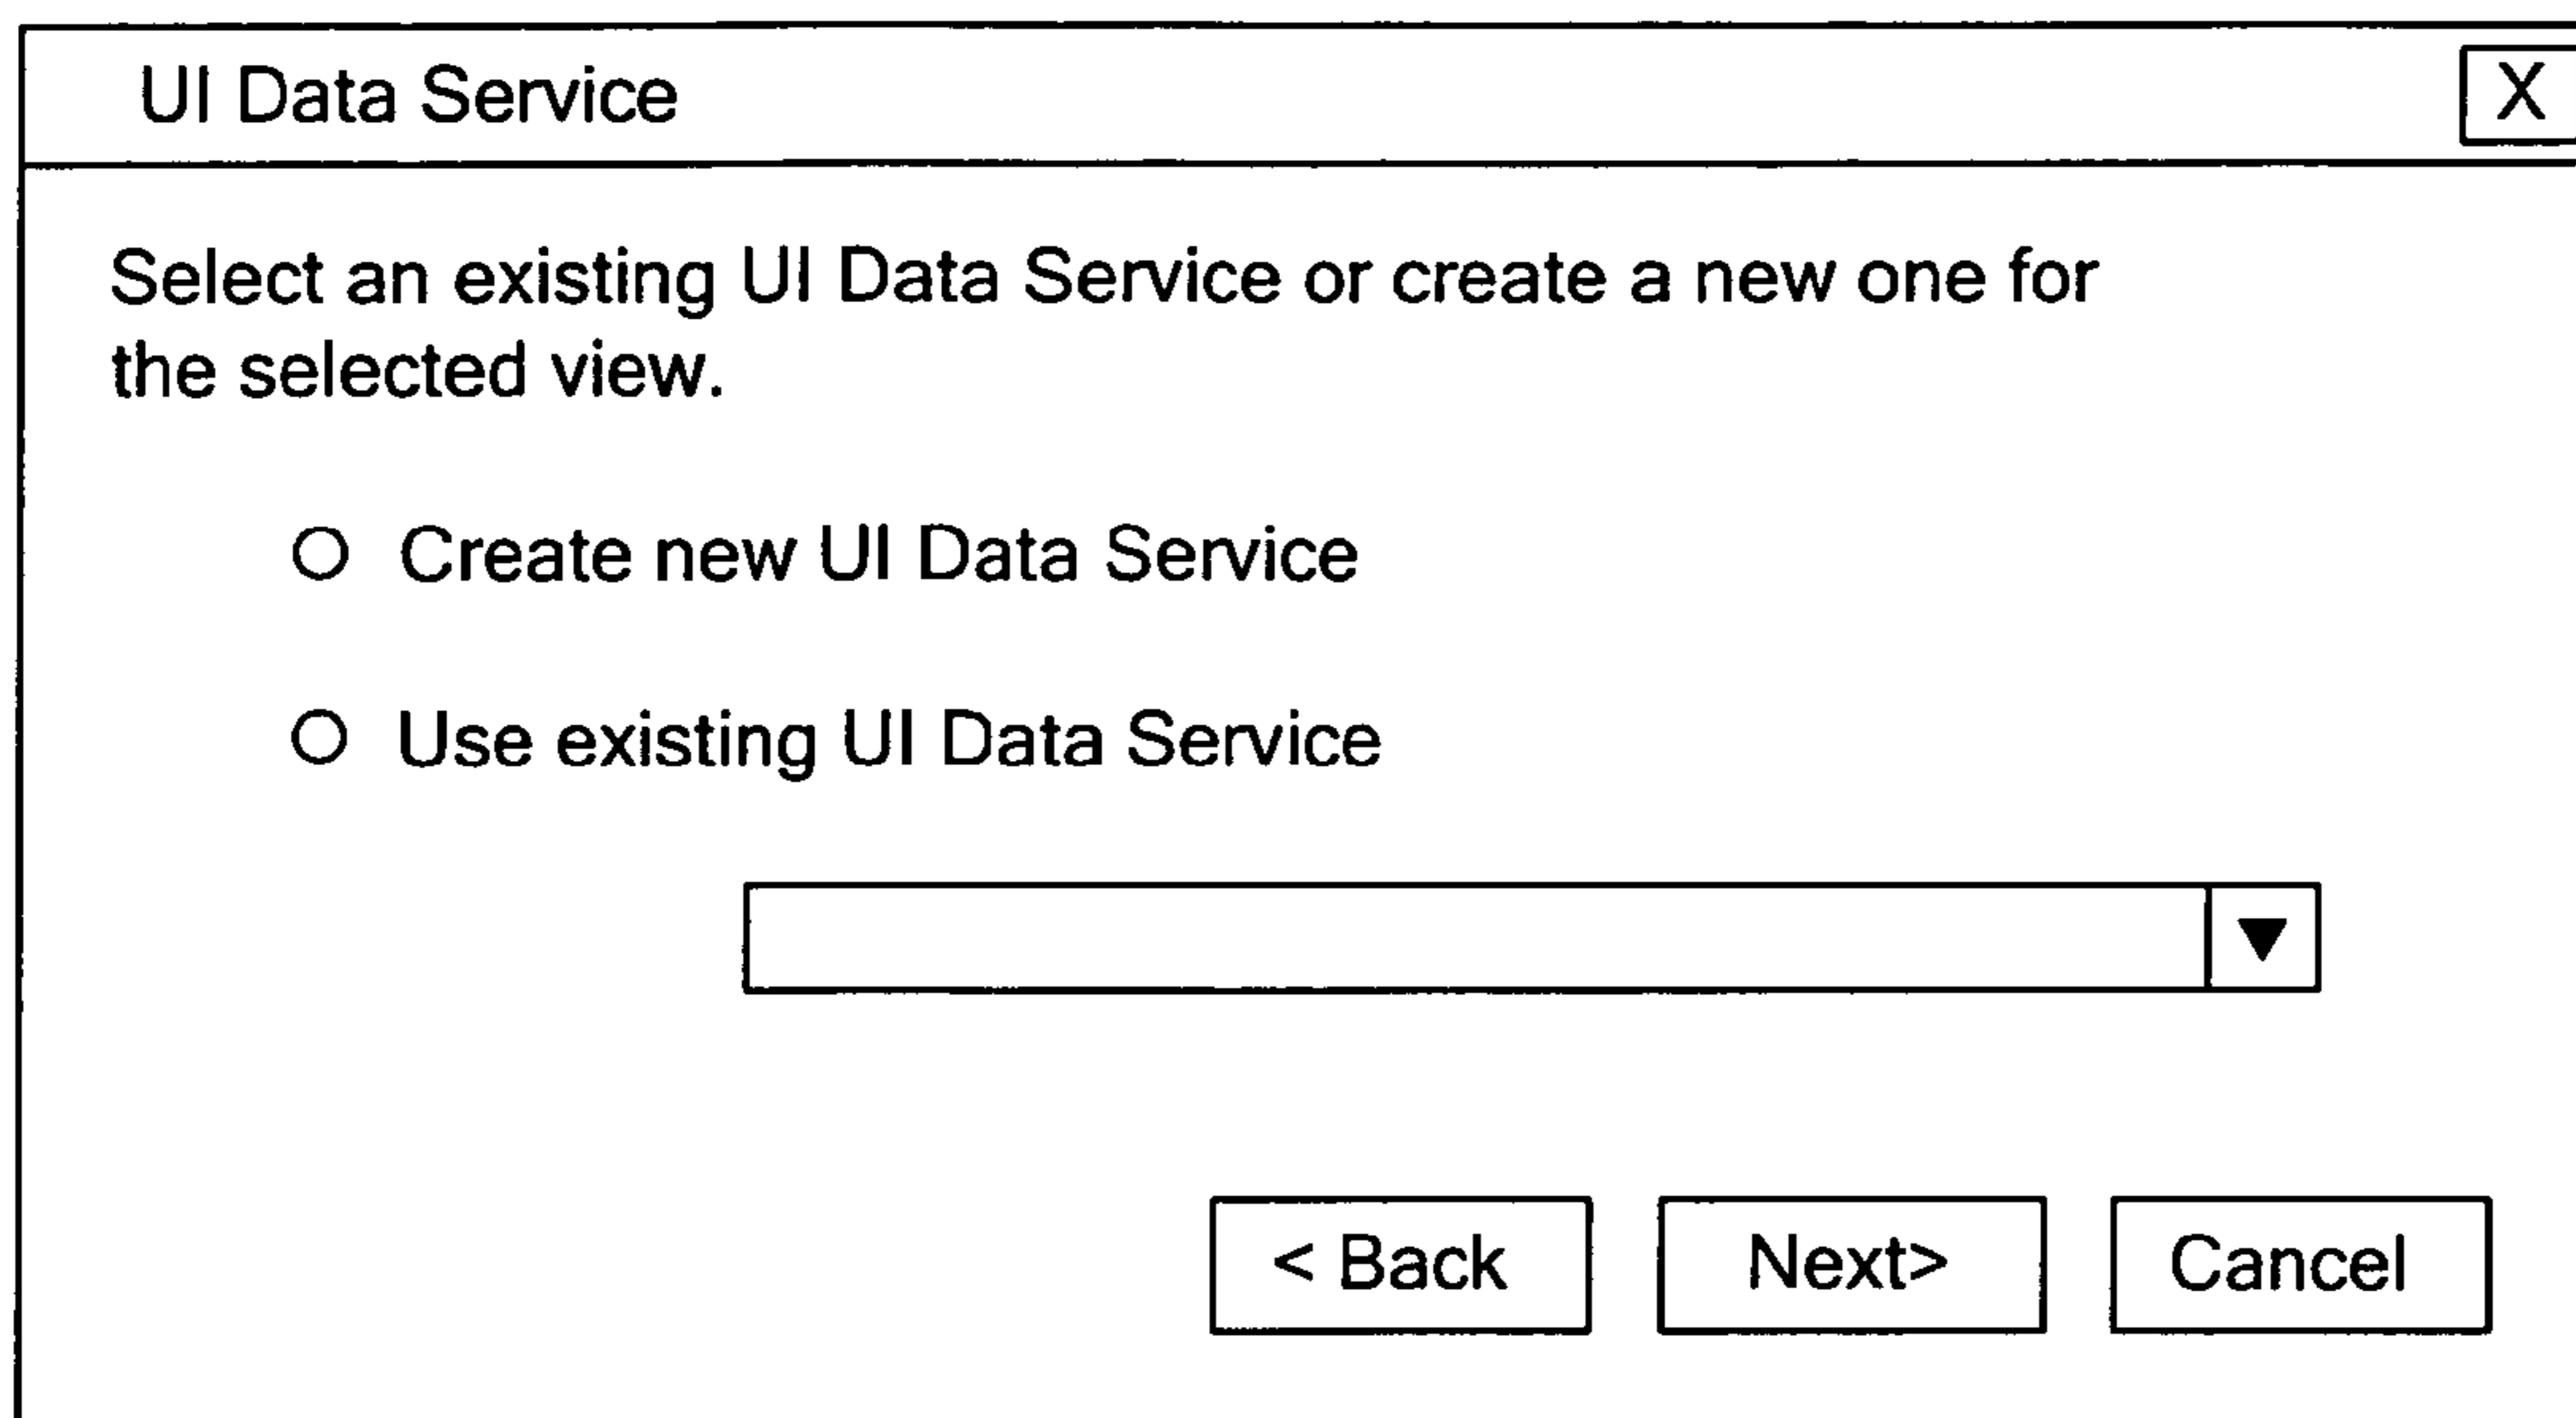 UI Data Service
X
Select an existing UI Data Service or create a new one for
the selected view.
Create new UI Data Service
Use existing UI Data Service
< Back
Next>
Cancel